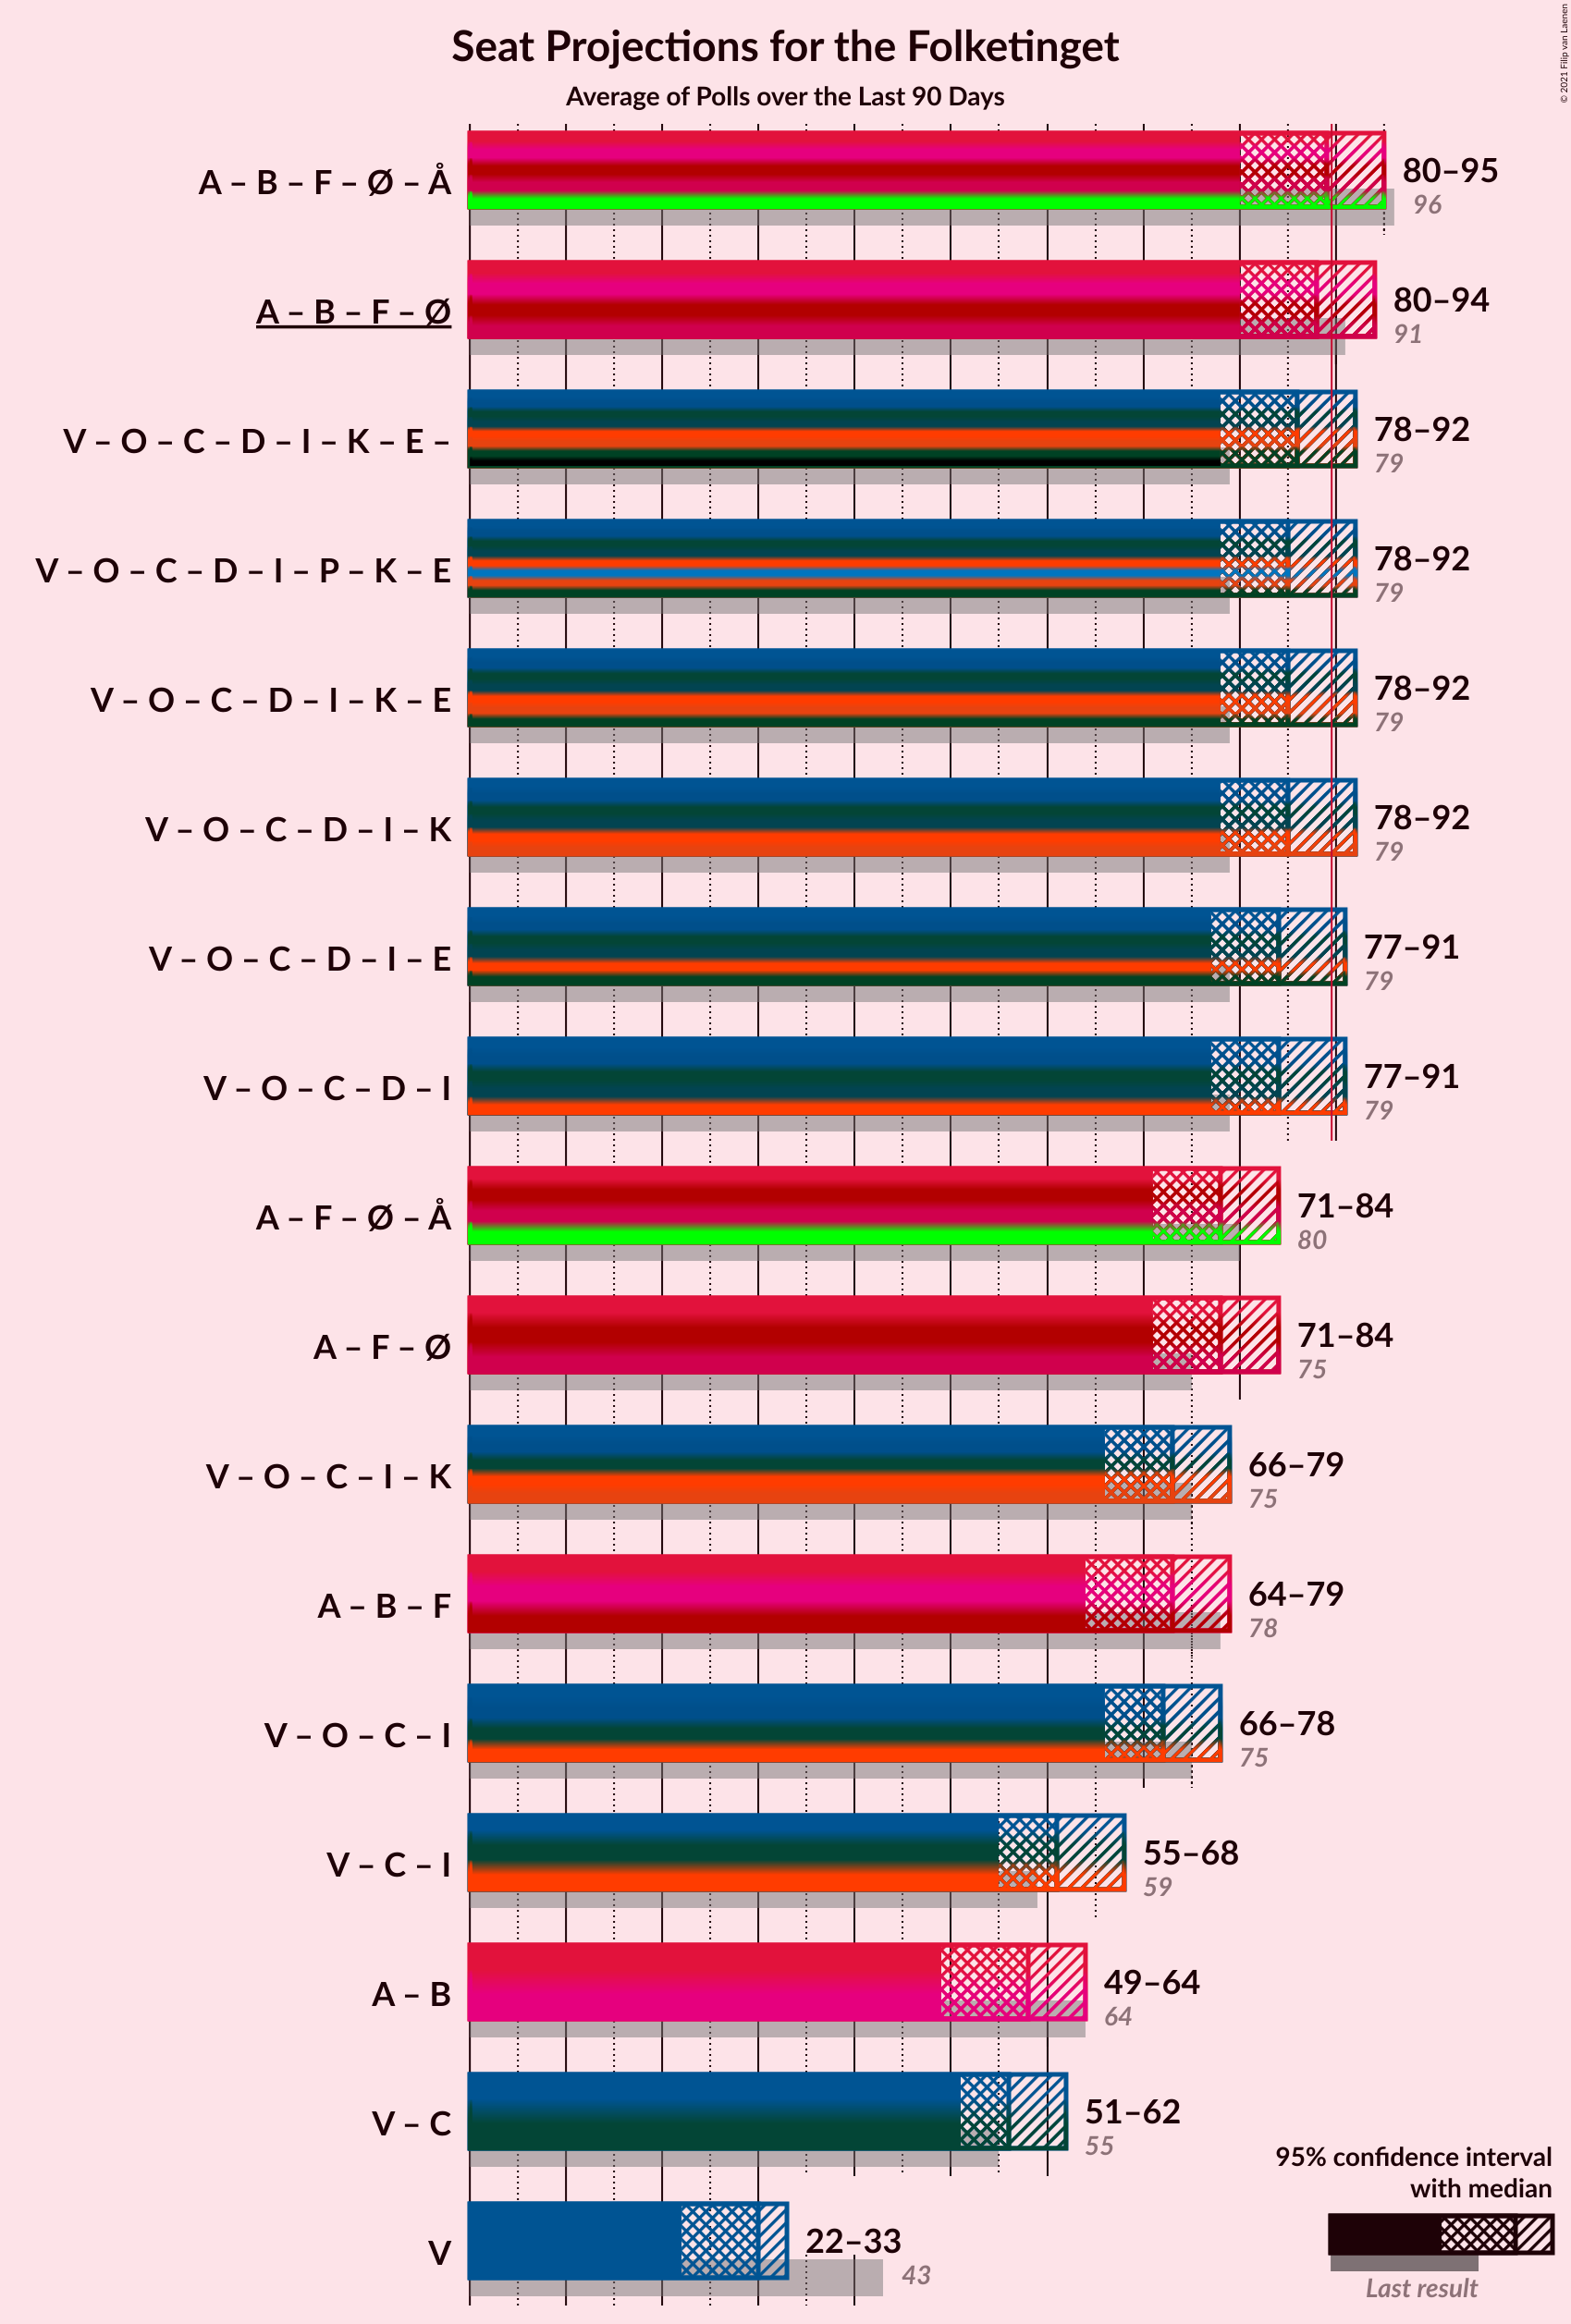 Seat Projections for the Folketinget
Average of Polls over the Last 90 Days
© 2021 Filip van Laenen
A – B – F – Ø – Å
80–95
96
A – B – F – Ø
80–94
91
V – O – C – D – I – K – E –
78–92
79
V – O – C – D – I – P – K – E
78–92
79
V – O – C – D – I – K – E
78–92
79
V – O – C – D – I – K
78–92
79
V – O – C – D – I – E
77–91
79
V – O – C – D – I
77–91
79
A – F – Ø – Å
71–84
80
A – F – Ø
71–84
75
V – O – C – I – K
66–79
75
A – B – F
64–79
78
V – O – C – I
66–78
75
V – C – I
55–68
59
A – B
49–64
64
V – C
51–62
55
V
22–33
43
95% confidence interval
with median
Last result